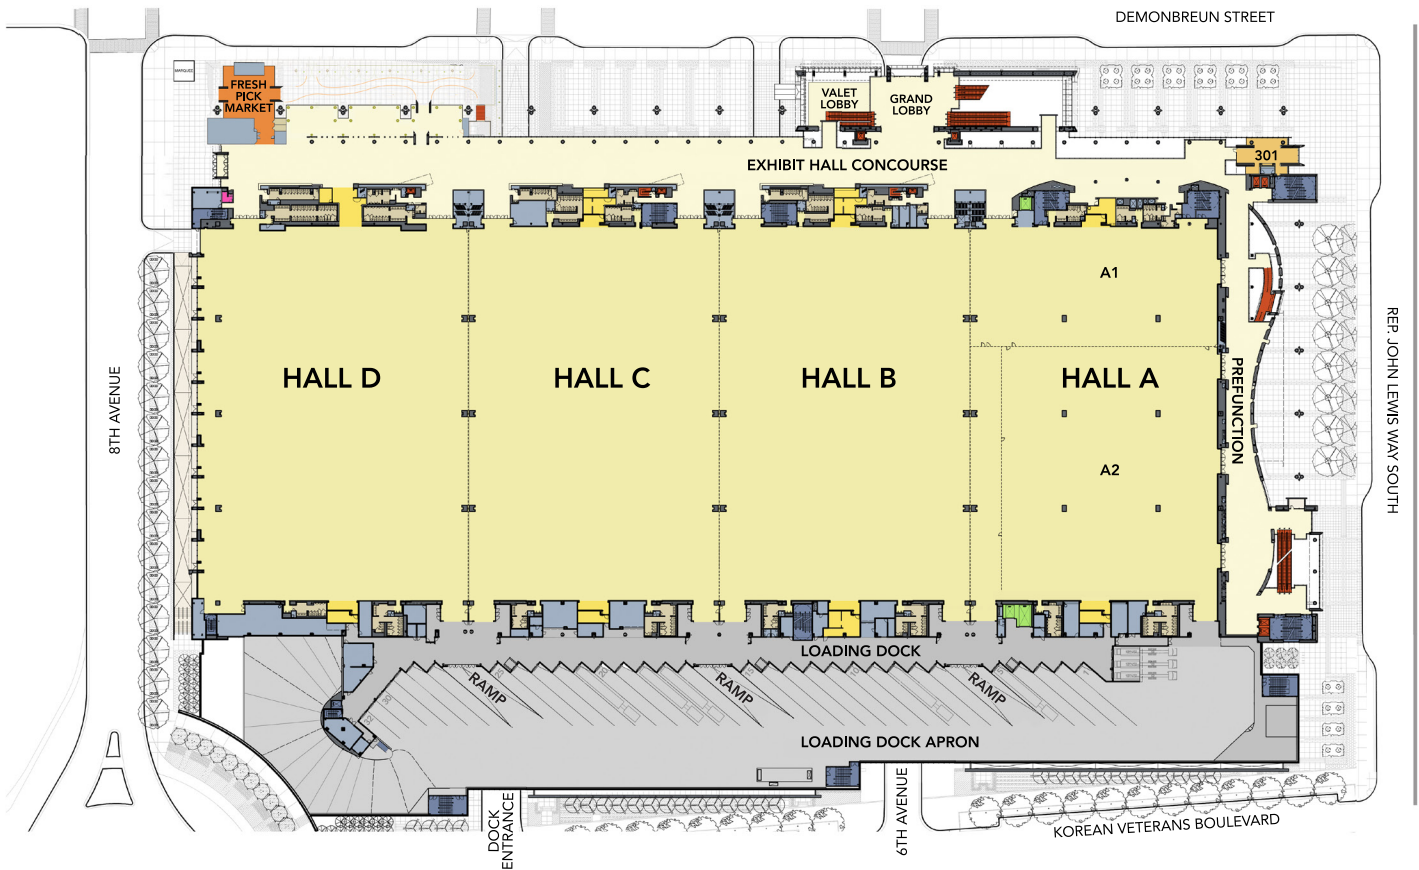 DEMONBREUN STREET
MARQUEE
FRESH
PICK
MARKET
VALET
LOBBY
GRAND
LOBBY
EXHIBIT HALL CONCOURSE
301
A1
HALL D
HALL C
HALL B
HALL A
A2
PREFUNCTION
8TH AVENUE
REP. JOHN LEWIS WAY SOUTH
LOADING DOCK
RAMP
RAMP
RAMP
LOADING DOCK APRON
DOCK
ENTRANCE
6TH AVENUE
KOREAN VETERANS BOULEVARD